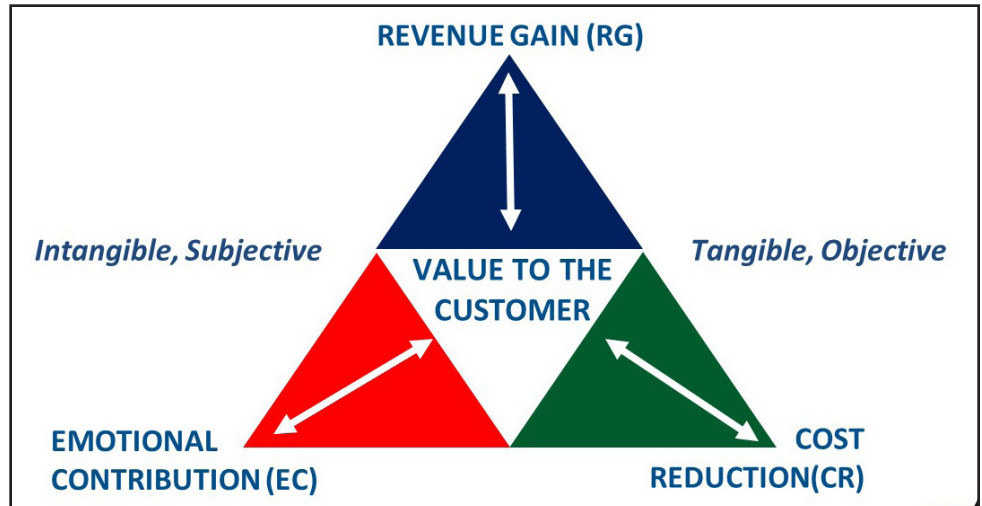 REVENUE GAIN (RG)
Intangible, Subjective
Tangible, Objective
VALUE TO THE
CUSTOMER
EMOTIONAL
CONTRIBUTION (EC)
COST
REDUCTION(CR)